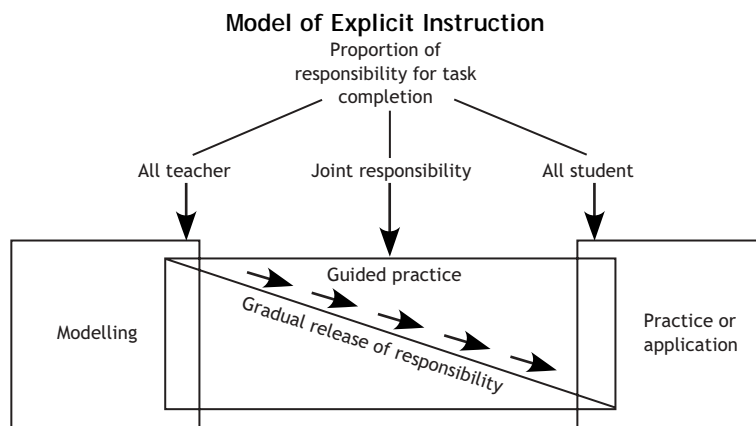 Model of Explicit Instruction
Proportion of
responsibility for task
completion
All teacher
Joint responsibility
All student
Guided practice
Gradual release of responsibility
Modelling
Practice or
application